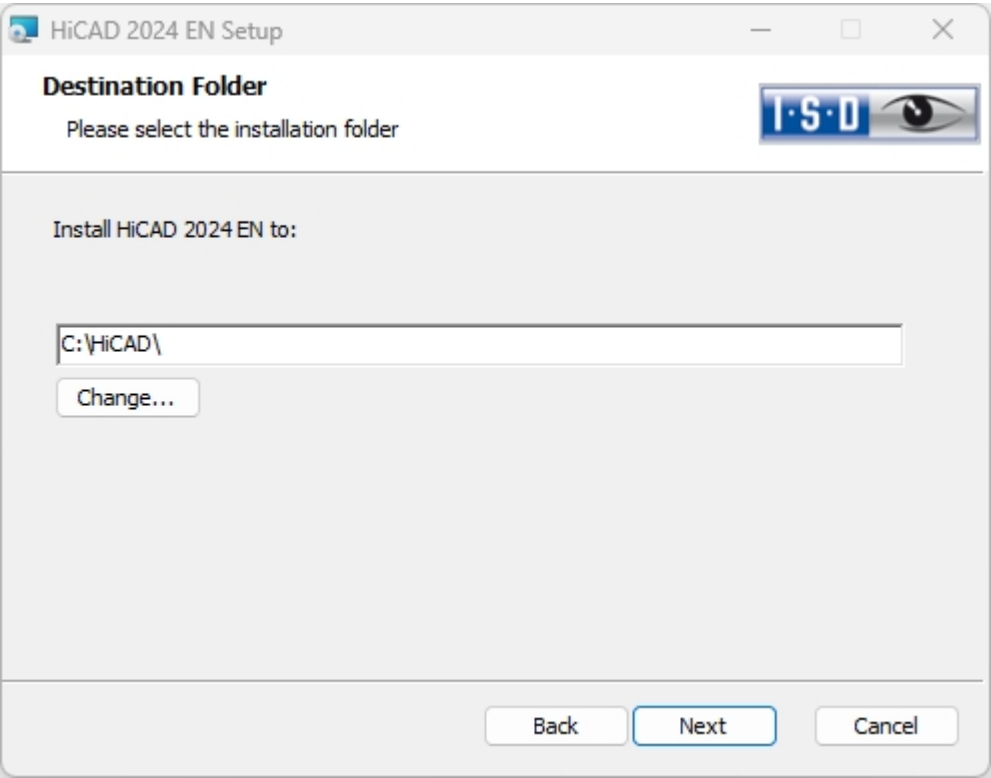 HiCAD 2024 EN Setup
Destination Folder
Please select the installation folder
I·S·D
Install HiCAD 2024 EN to:
C:\HiCAD\
Change...
Back
Next
Cancel